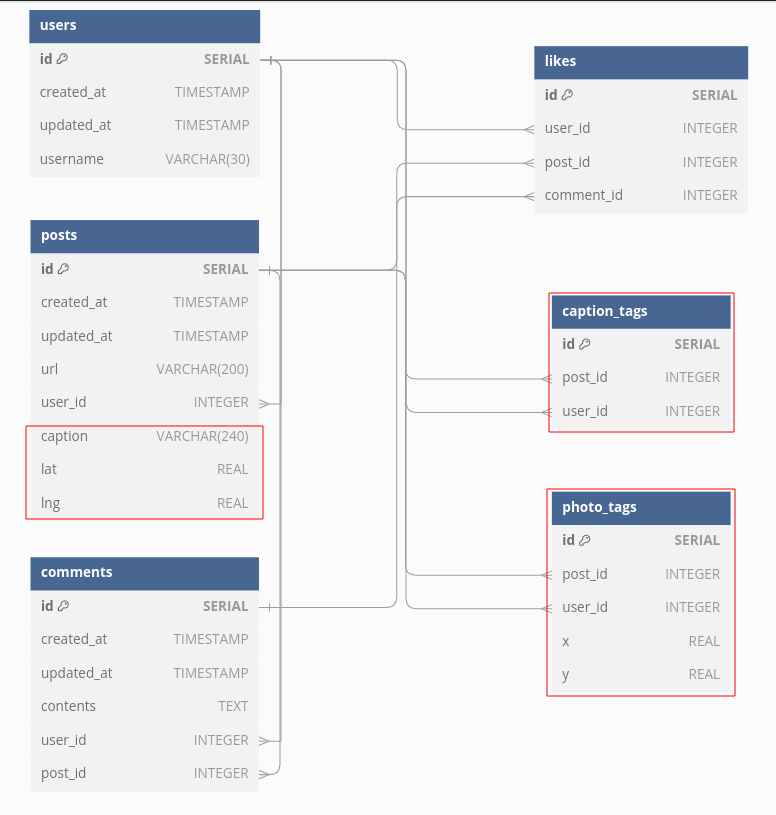 users
id SERIAL
created_at TIMESTAMP
updated_at TIMESTAMP
username VARCHAR(30)
posts
id SERIAL
created_at TIMESTAMP
updated_at TIMESTAMP
url VARCHAR(200)
user_id INTEGER
caption VARCHAR(240)
lat REAL
lng REAL
comments
id SERIAL
created_at TIMESTAMP
updated_at TIMESTAMP
contents TEXT
user_id INTEGER
post_id INTEGER
likes
id SERIAL
user_id INTEGER
post_id INTEGER
comment_id INTEGER
caption_tags
id SERIAL
post_id INTEGER
user_id INTEGER
photo_tags
id SERIAL
post_id INTEGER
user_id INTEGER
x REAL
y REAL